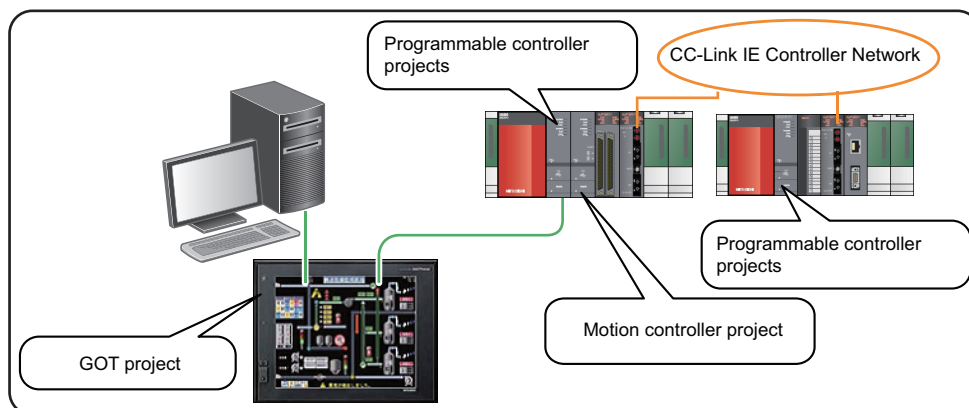 Programmable controller
projects
CC-Link IE Controller Network
Programmable controller
projects
Motion controller project
GOT project